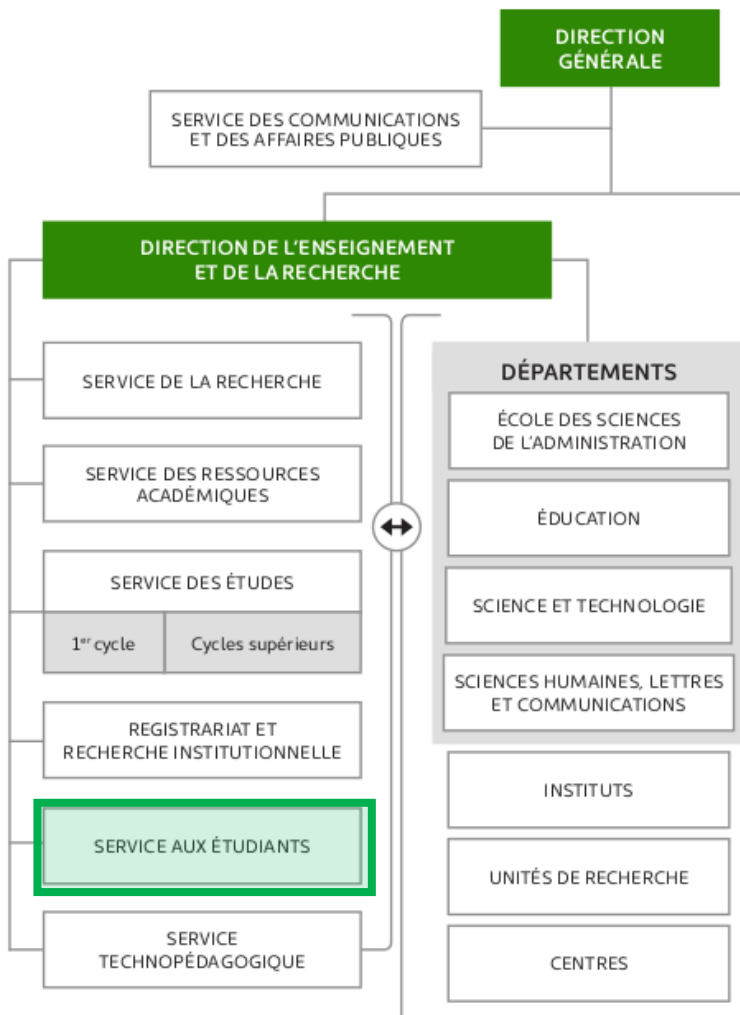 DIRECTION
GÉNÉRALE
SERVICE DES COMMUNICATIONS
ET DES AFFAIRES PUBLIQUES
DIRECTION DE L'ENSEIGNEMENT
ET DE LA RECHERCHE
SERVICE DE LA RECHERCHE
SERVICE DES RESSOURCES
ACADÉMIQUES
SERVICE DES ÉTUDES
1er cycle
Cycles supérieurs
REGISTRARIAT ET
RECHERCHE INSTITUTIONNELLE
SERVICE AUX ÉTUDIANTS
SERVICE
TECHNOPÉDAGOGIQUE
DÉPARTEMENTS
ÉCOLE DES SCIENCES
DE L'ADMINISTRATION
ÉDUCATION
SCIENCE ET TECHNOLOGIE
SCIENCES HUMAINES, LETTRES
ET COMMUNICATIONS
INSTITUTS
UNITÉS DE RECHERCHE
CENTRES